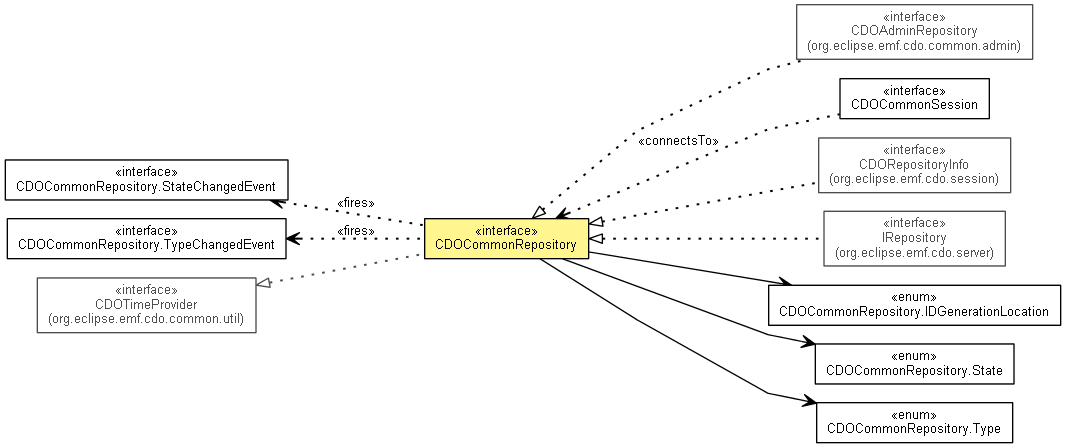 «interface»
CDOAdminRepository
(org.eclipse.emf.cdo.common.admin)
«interface»
CDOCommonSession
«connectsTo»
«interface»
CDORepositoryInfo
(org.eclipse.emf.cdo.session)
«interface»
CDOCommonRepository.StateChangedEvent
«fires»
«interface»
CDOCommonRepository.TypeChangedEvent
«fires»
«interface»
CDOCommonRepository
«interface»
IRepository
(org.eclipse.emf.cdo.server)
«interface»
CDOTimeProvider
(org.eclipse.emf.cdo.common.util)
«enum»
CDOCommonRepository.IDGenerationLocation
«enum»
CDOCommonRepository.State
«enum»
CDOCommonRepository.Type